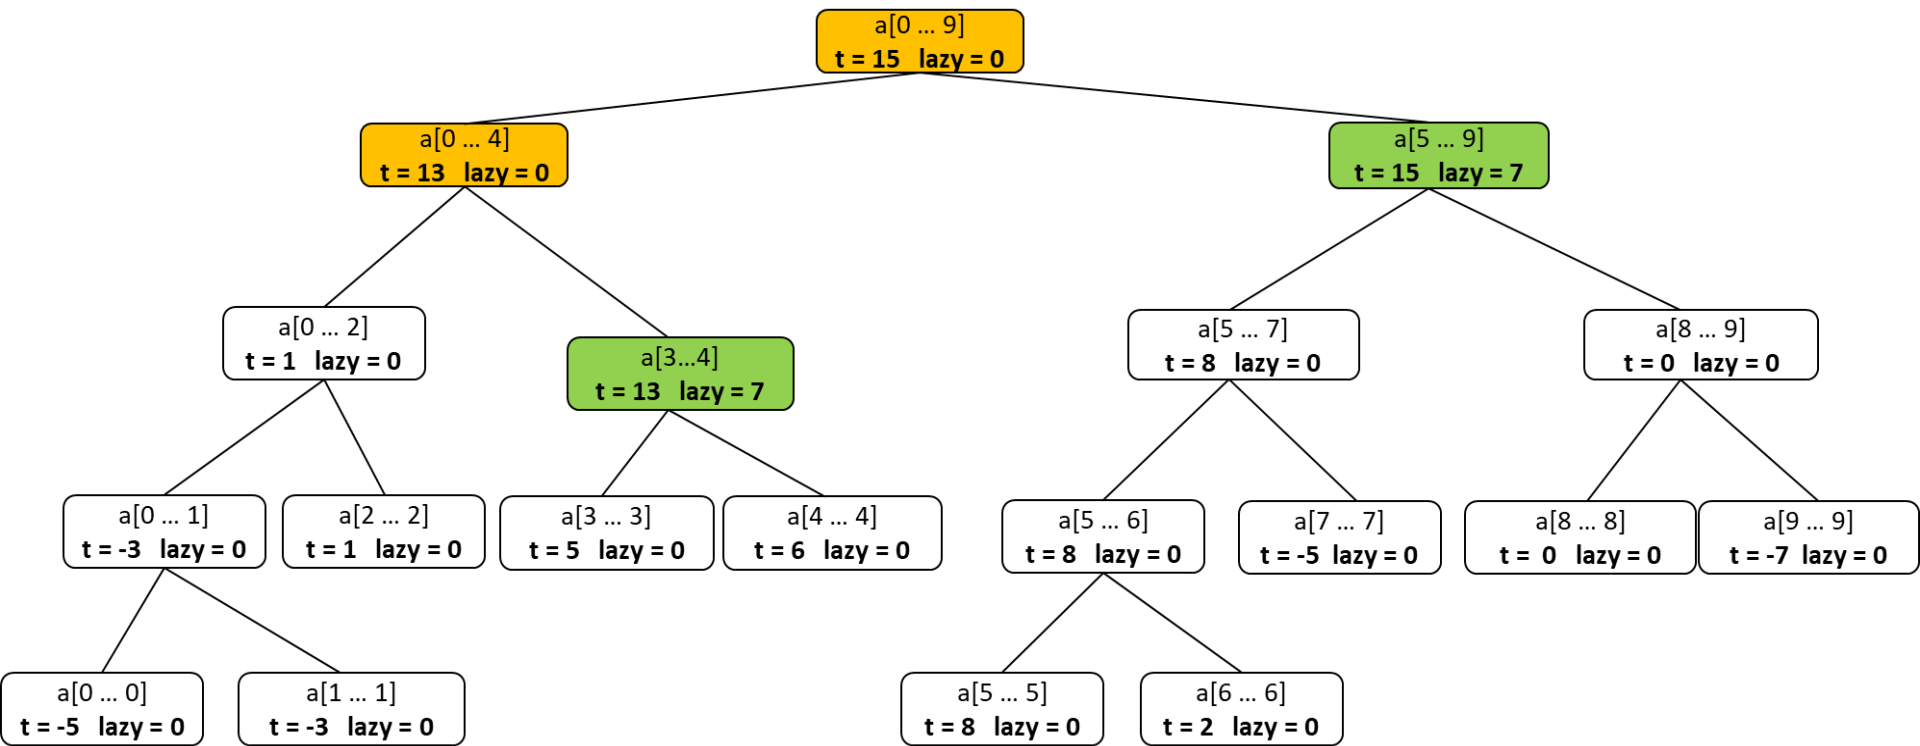 a[0 ... 9]
t = 15 lazy = 0
a[0 ... 4]
t = 13 lazy = 0
a[5 ... 9]
t = 15 lazy = 7
a[0 ... 2]
t = 1 lazy = 0
a[3...4]
t = 13 lazy = 7
a[5 ... 7]
t = 8 lazy = 0
a[8 ... 9]
t = 0 lazy = 0
a[0 ... 1]
t = -3 lazy = 0
a[2 ... 2]
t = 1 lazy = 0
a[3 ... 3]
t = 5 lazy = 0
a[4 ... 4]
t = 6 lazy = 0
a[5 ... 6]
t = 8 lazy = 0
a[7 ... 7]
t = -5 lazy = 0
a[8 ... 8]
t = 0 lazy = 0
a[9 ... 9]
t = -7 lazy = 0
a[0 ... 0]
t = -5 lazy = 0
a[1 ... 1]
t = -3 lazy = 0
a[5 ... 5]
t = 8 lazy = 0
a[6 ... 6]
t = 2 lazy = 0